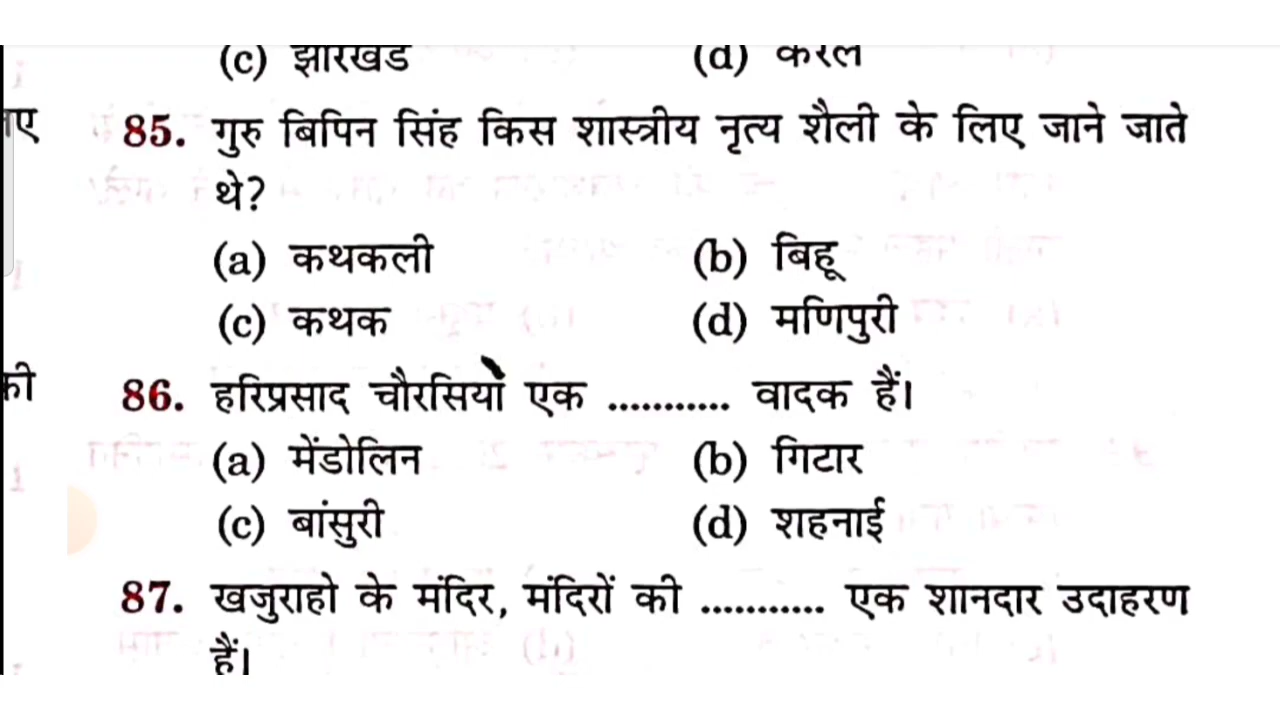 (c) झारखंड (d) केरल
85. गुरु बिपिन सिंह किस शास्त्रीय नृत्य शैली के लिए जाने जाते
थे?
(a) कथकली (b) बिहू
(c) कथक (d) मणिपुरी
की
86. हरिप्रसाद चौरसिया एक ............ वादक हैं।
(a) मेंडोलिन (b) गिटार
(c) बांसुरी (d) शहनाई
87. खजुराहो के मंदिर, मंदिरों की ............ एक शानदार उदाहरण
हैं।